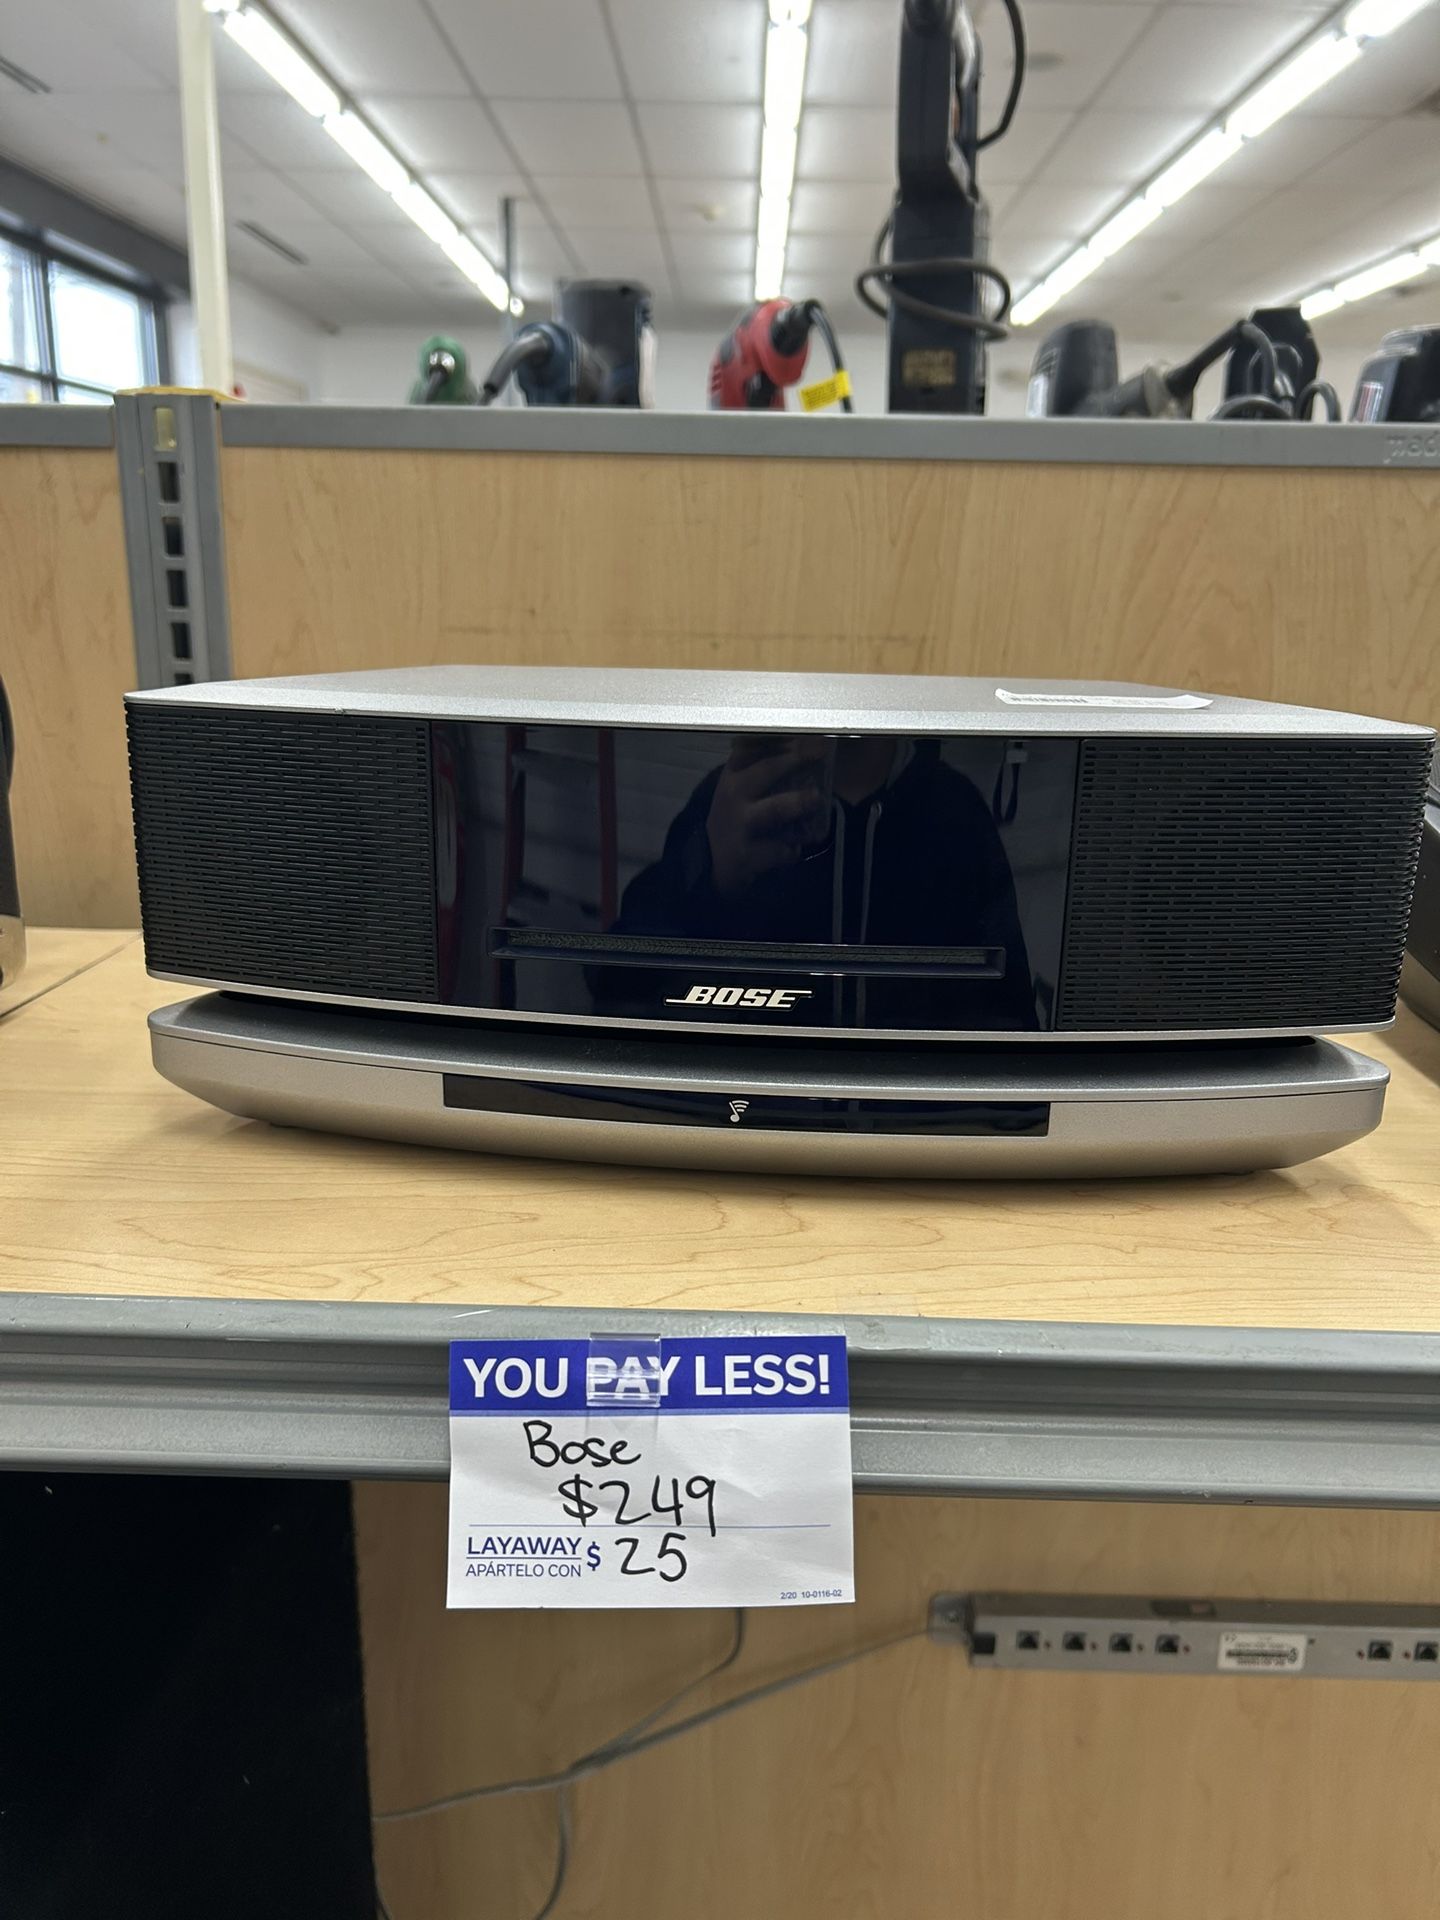 BOSE
YOU PAY LESS!
Bose
$249
LAYAWAY $ 25
APÁRTELO CON
2/20 10-0116-02